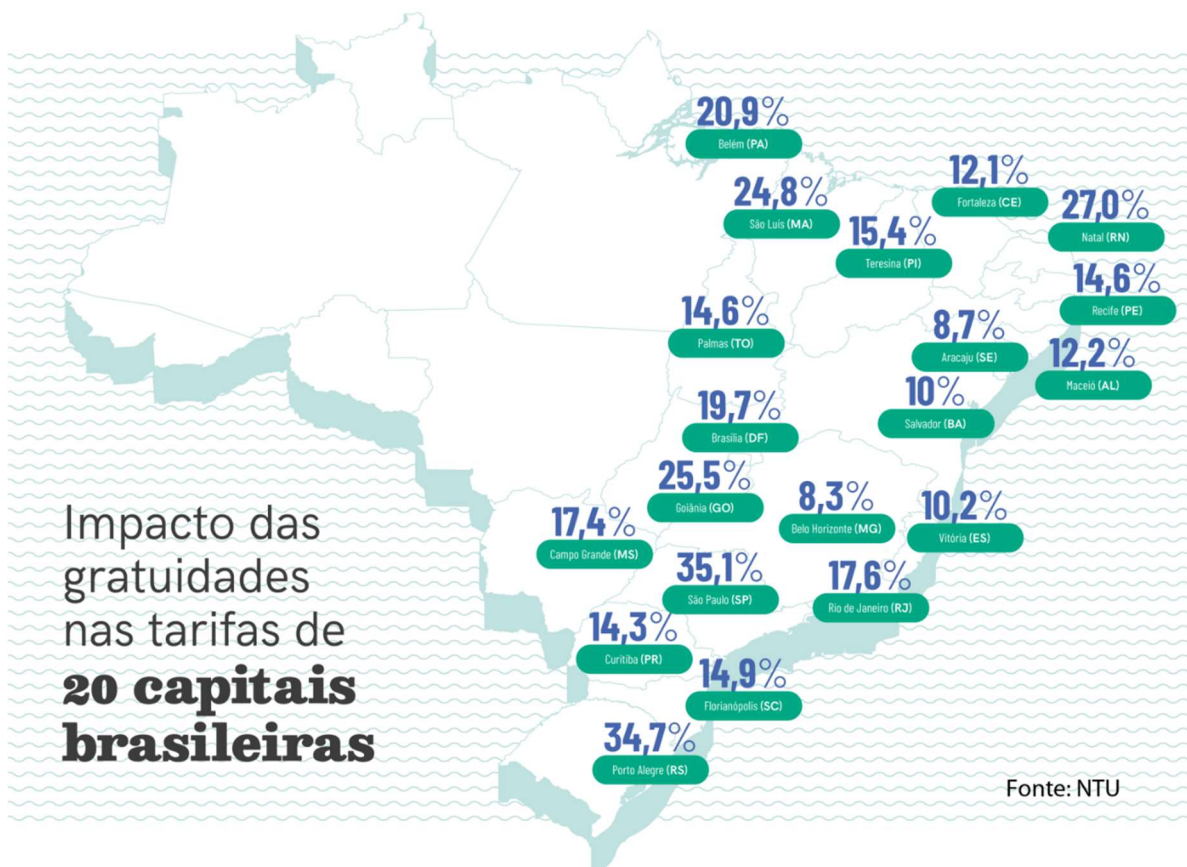 20,9%
Belém (PA)
24,8%
São Luís (MA)
12,1%
Fortaleza (CE)
27,0%
Natal (RN)
15,4%
Teresina (PI)
14,6%
Recife (PE)
14,6%
Palmas (TO)
8,7%
Aracaju (SE)
12,2%
Maceió (AL)
10%
Salvador (BA)
19,7%
Brasília (DF)
25,5%
Goiânia (GO)
8,3%
Belo Horizonte (MG)
10,2%
Vitória (ES)
17,4%
Campo Grande (MS)
35,1%
São Paulo (SP)
17,6%
Rio de Janeiro (RJ)
14,3%
Curitiba (PR)
14,9%
Florianópolis (SC)
34,7%
Porto Alegre (RS)
Impacto das
gratuidades
nas tarifas de
20 capitais
brasileiras
Fonte: NTU